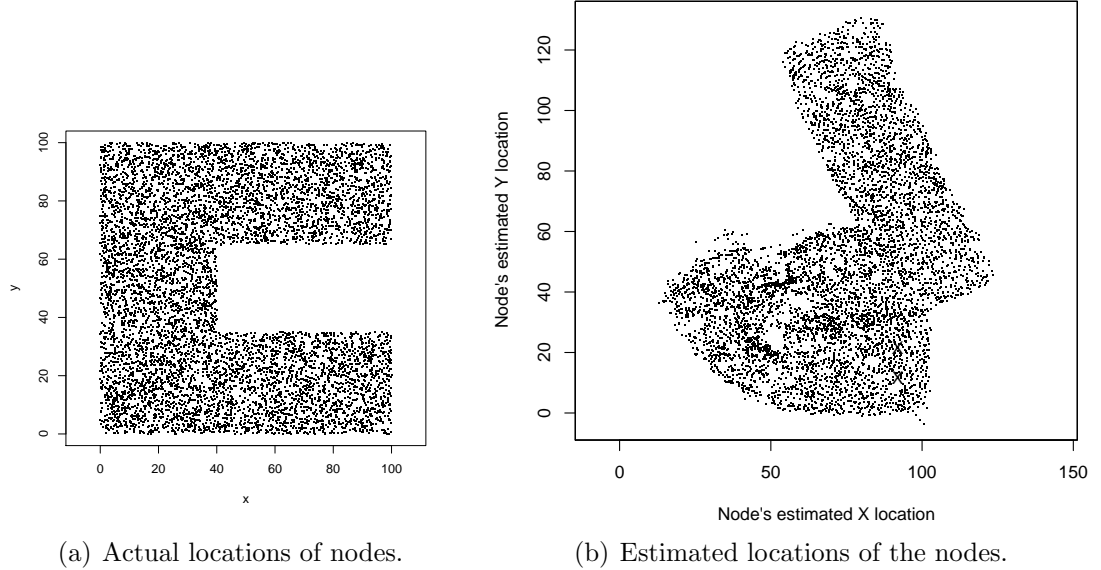 100
80
60
40
20
0
y
0 20 40 60 80 100
x
120
100
80
60
40
20
0
Node's estimated Y location
0 50 100 150
Node's estimated X location
(a) Actual locations of nodes.
(b) Estimated locations of the nodes.